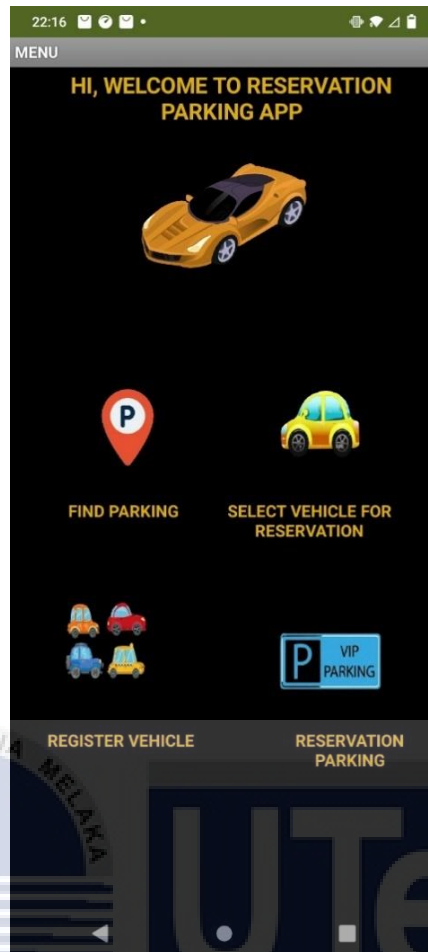 22:16
MENU
HI, WELCOME TO RESERVATION
PARKING APP
P
FIND PARKING
SELECT VEHICLE FOR
RESERVATION
P VIP
PARKING
REGISTER VEHICLE
RESERVATION
PARKING
MELAKA
UTe